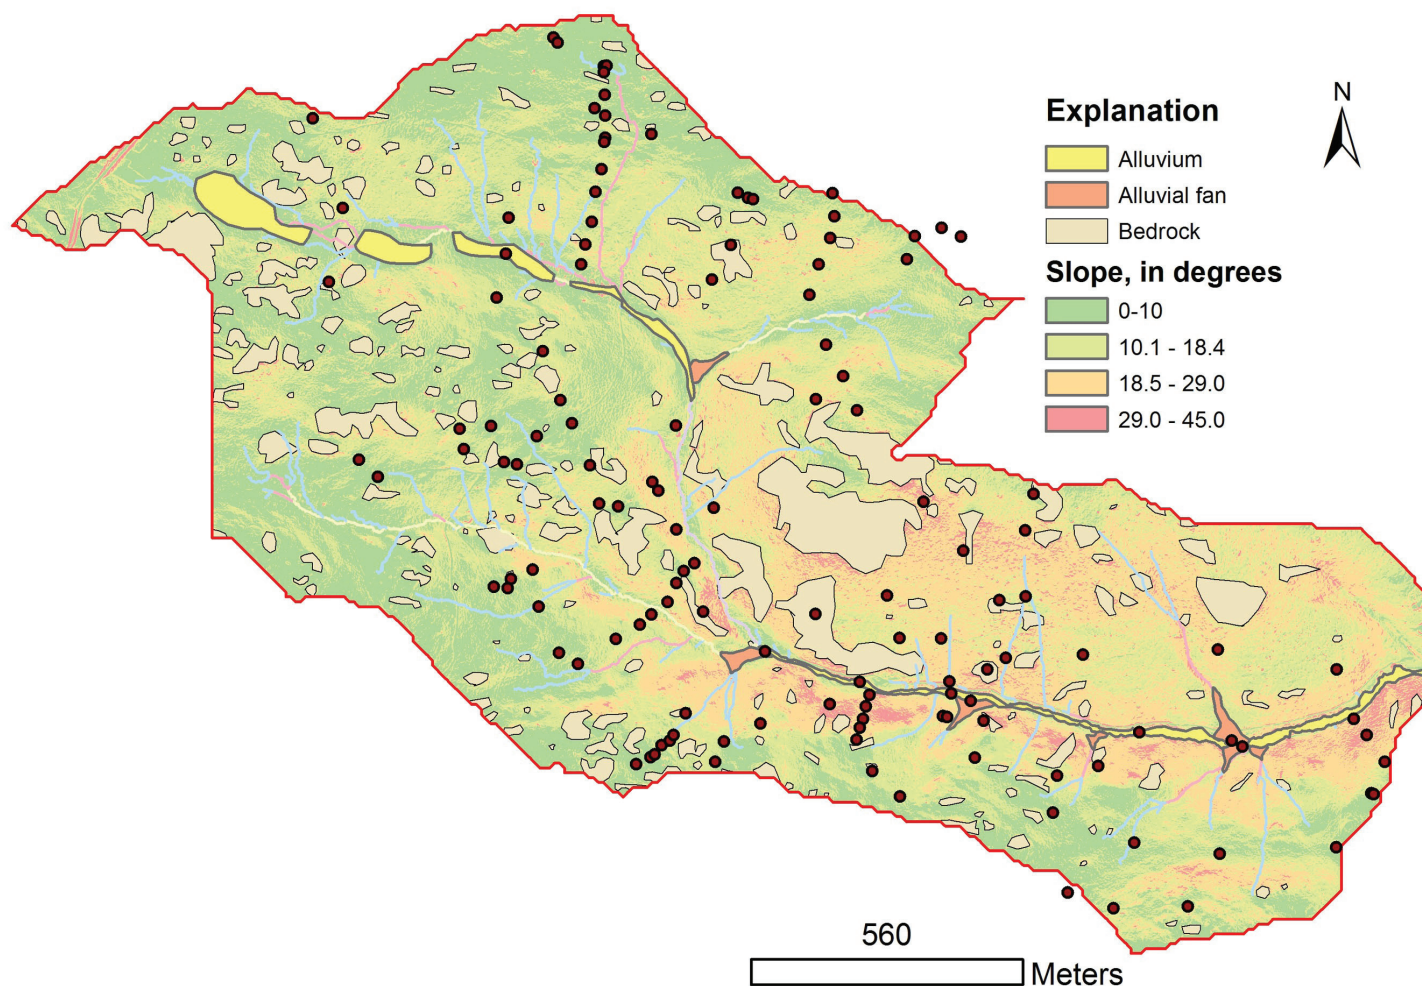 N
Explanation
Alluvium
Alluvial fan
Bedrock
Slope, in degrees
0-10
10.1 - 18.4
18.5 - 29.0
29.0 - 45.0
560
Meters